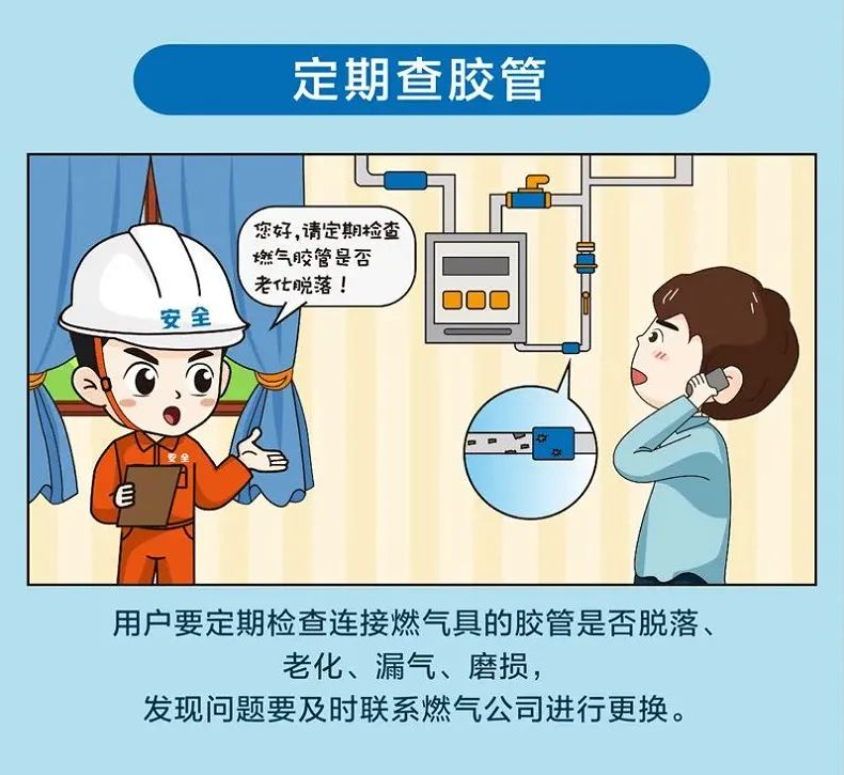 定期查胶管
您好,请定期检查
燃气胶管是否
老化脱落！
安全
安全
用户要定期检查连接燃气具的胶管是否脱落、
老化、漏气、磨损，
发现问题要及时联系燃气公司进行更换。